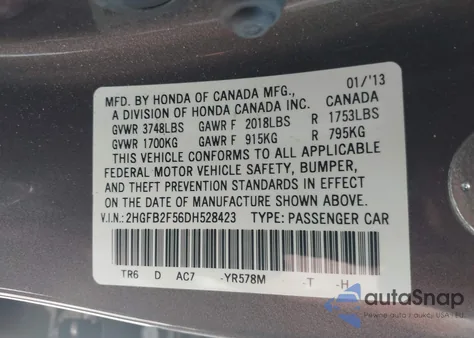 MFD. BY HONDA OF CANADA MFG., 01/'13
A DIVISION OF HONDA CANADA INC. CANADA
GVWR 3748LBS GAWR F 2018LBS R 1753LBS
GVWR 1700KG GAWR F 915KG R 795KG
THIS VEHICLE CONFORMS TO ALL APPLICABLE
FEDERAL MOTOR VEHICLE SAFETY, BUMPER,
AND THEFT PREVENTION STANDARDS IN EFFECT
ON THE DATE OF MANUFACTURE SHOWN ABOVE.
V.I.N.: 2HGFB2F56DH528423 TYPE: PASSENGER CAR
TR6 D AC7 -YR578M -T -H
autoSnap